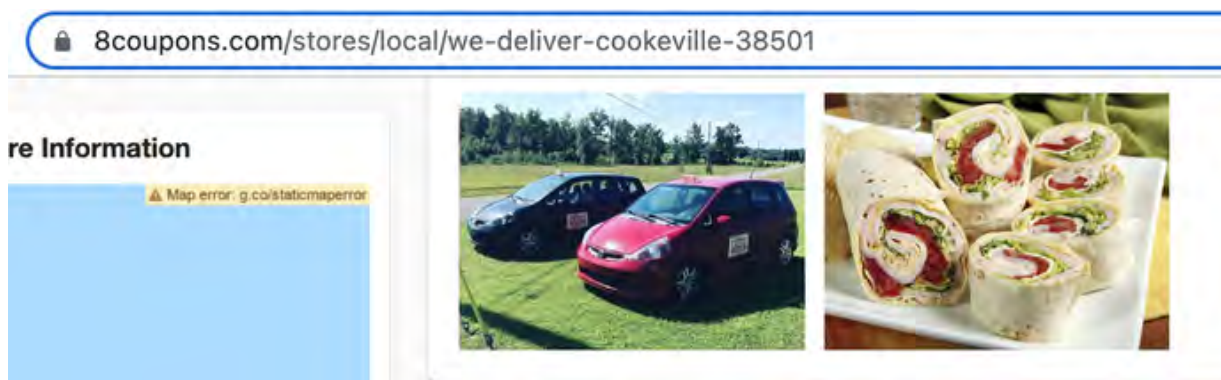 8coupons.com/stores/local/we-deliver-cookeville-38501
re Information
Map error: g.co/staticmaperror